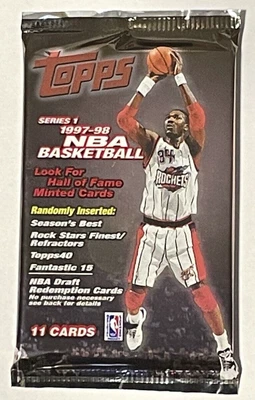 TOPPS
SERIES 1
1997-98
NBA
BASKETBALL
Look For
Hall of Fame
Minted Cards
Randomly Inserted:
Season's Best
Rock Stars Finest/
Refractors
Topps40
Fantastic 15
NBA Draft
Redemption Cards
No purchase necessary
see back for details
11 CARDS
NBA
ROCKETS
34